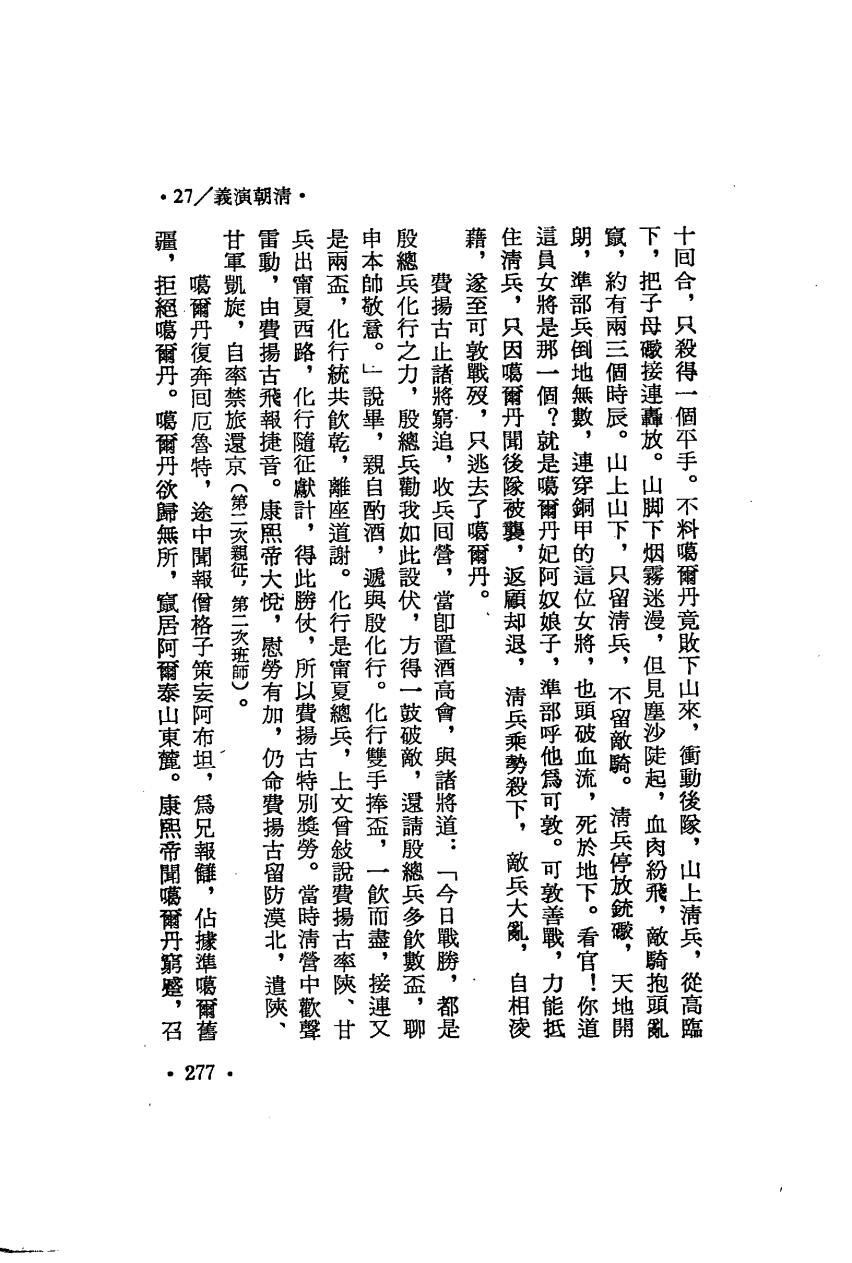 ·清朝演義／27·
十回合，只殺得一個平手。不料噶爾丹竟敗下山來，衝動後隊，山上清兵，從高臨
下，把子母礮接連轟放。山脚下烟霧迷漫，但見塵沙陡起，血肉紛飛，敵騎抱頭亂
竄，約有兩三個時辰。山上山下，只留清兵，不留敵騎。清兵停放銃礮，天地開
朗，準部兵倒地無數，連穿銅甲的這位女將，也頭破血流，死於地下。看官！你道
這員女將是那一個？就是噶爾丹妃阿奴娘子，準部呼他爲可敦。可敦善戰，力能抵
住清兵，只因噶爾丹聞後隊被襲，返顧却退，清兵乘勢殺下，敵兵大亂，自相淩
藉，遂至可敦戰歿，只逃去了噶爾丹。
費揚古止諸將窮追，收兵回營，當卽置酒高會，與諸將道：「今日戰勝，都是
殷總兵化行之力，殷總兵勸我如此設伏，方得一鼓破敵，還請殷總兵多飲數盃，聊
申本帥敬意。」說畢，親自酌酒，遞與殷化行。化行雙手捧盃，一飲而盡，接連又
是兩盃，化行統共飲乾，離座道謝。化行是甯夏總兵，上文曾敍說費揚古率陝、甘
兵出甯夏西路，化行隨征獻計，得此勝仗，所以費揚古特別獎勞。當時清營中歡聲
雷動，由費揚古飛報捷音。康熙帝大悅，慰勞有加，仍命費揚古留防漠北，遣陝、
甘軍凱旋，自率禁旅還京（第二次親征，第二次班師）。
噶爾丹復奔回厄魯特，途中聞報僧格子策妄阿布坦，爲兄報讎，佔據準噶爾舊
疆，拒絕噶爾丹。噶爾丹欲歸無所，竄居阿爾泰山東麓。康熙帝聞噶爾丹窮蹙，召
·277·